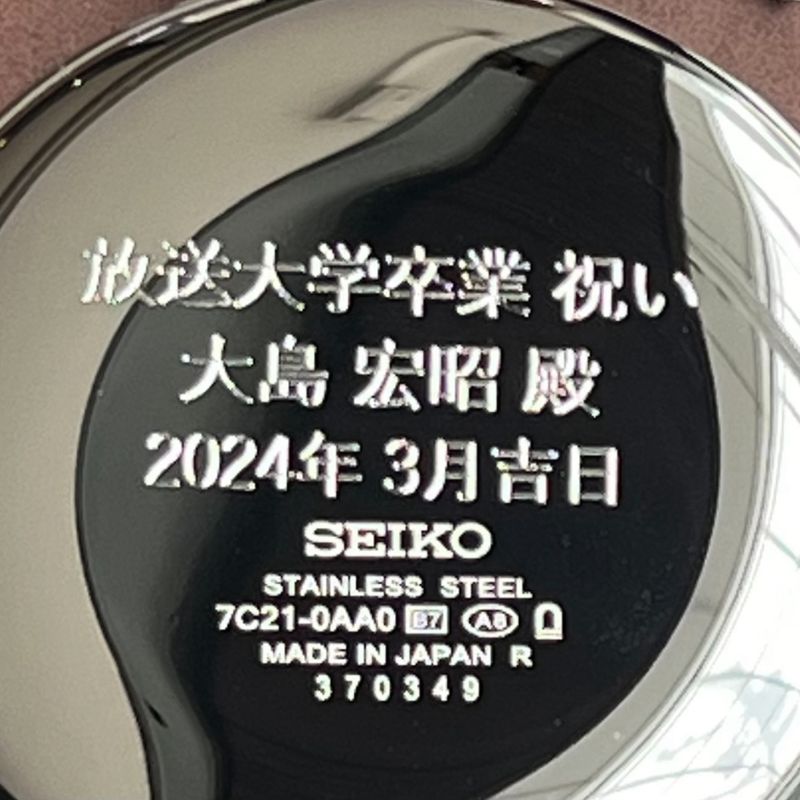 放送大学卒業 祝い
大島 宏昭 殿
2024年 3月吉日
SEIKO
STAINLESS STEEL
7C21-0AA0 B7 A8
MADE IN JAPAN R
370349